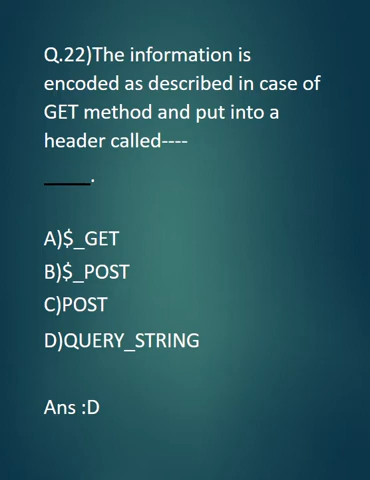 Q.22)The information is
encoded as described in case of
GET method and put into a
header called----
_____.
A)$_GET
B)$_POST
C)POST
D)QUERY_STRING
Ans :D